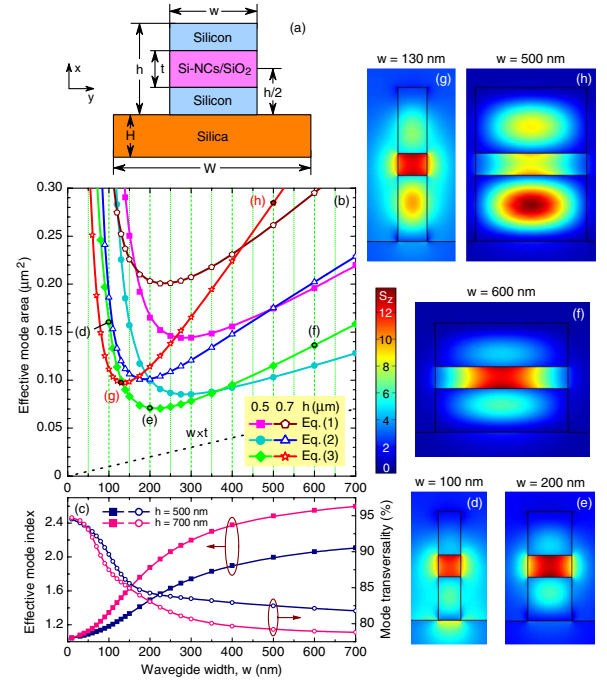 w
(a)
Silicon
x
y
h
t
Si-NCs/SiO2
h/2
Silicon
H
Silica
W
w = 130 nm
(g)
w = 500 nm
(h)
0.30
0.25
0.20
0.15
0.10
0.05
0
Effective mode area (μm2)
(h)
(b)
(d)
(f)
(g)
(e)
w×t
0.5 0.7 h (μm)
Eq. (1)
Eq. (2)
Eq. (3)
0 100 200 300 400 500 600 700
Sz
12
10
8
6
4
2
0
w = 600 nm
(f)
(c)
h = 500 nm
h = 700 nm
2.4
2.0
1.6
1.2
Effective mode index
95
90
85
80
Mode transversality (%)
0 100 200 300 400 500 600 700
Wavegide width, w (nm)
w = 100 nm
(d)
w = 200 nm
(e)